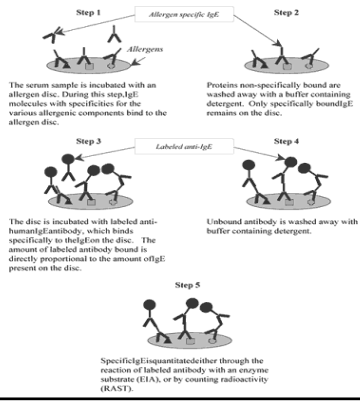 Step 1
Allergen specific IgE
Step 2
Allergens
The serum sample is incubated with an
allergen disc. During this step,IgE
molecules with specificities for the
various allergenic components bind to the
allergen disc.
Proteins non-specifically bound are
washed away with a buffer containing
detergent. Only specifically boundIgE
remains on the disc.
Step 3
Labeled anti-IgE
Step 4
The disc is incubated with labeled anti-
humanIgEantibody, which binds
specifically to theIgEon the disc. The
amount of labeled antibody bound is
directly proportional to the amount ofIgE
present on the disc.
Unbound antibody is washed away with
buffer containing detergent.
Step 5
SpecificIgEisquantitatedeither through the
reaction of labeled antibody with an enzyme
substrate (EIA), or by counting radioactivity
(RAST).